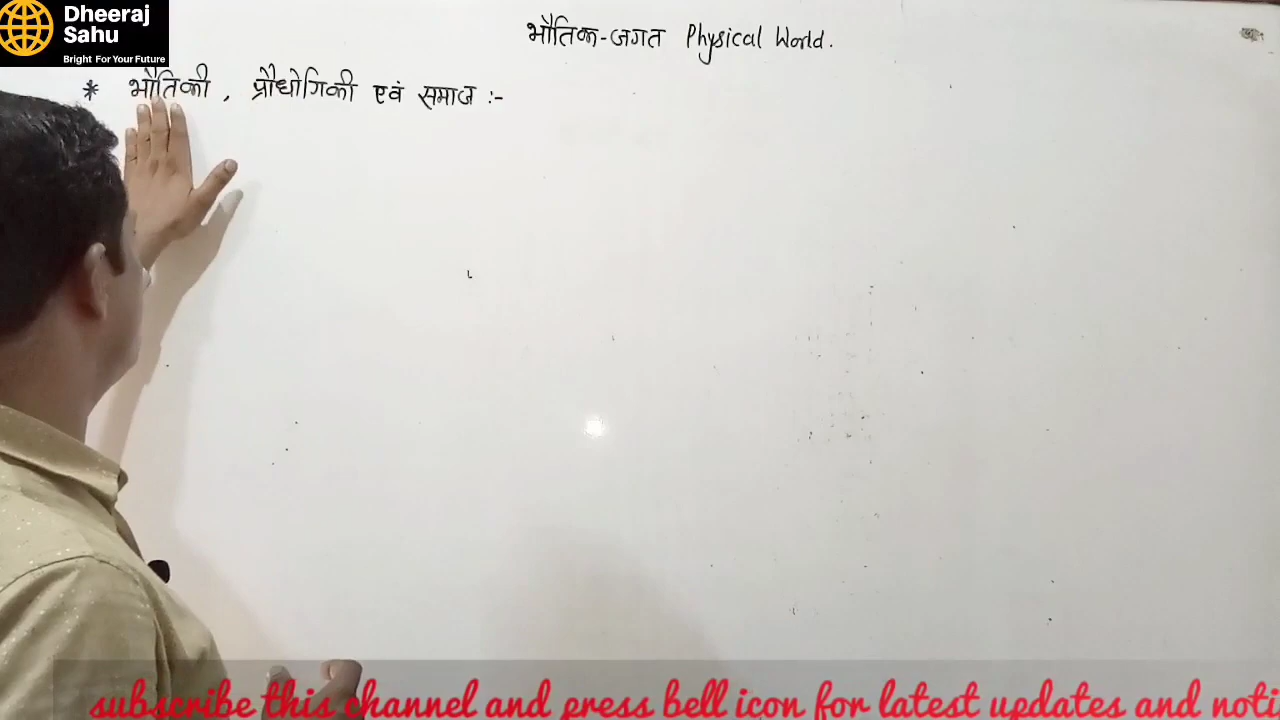 Dheeraj
Sahu
Bright For Your Future
भौतिक-जगत Physical World.
* भौतिकी, प्रौधोगिकी एवं समाज :-
subscribe this channel and press bell icon for latest updates and noti